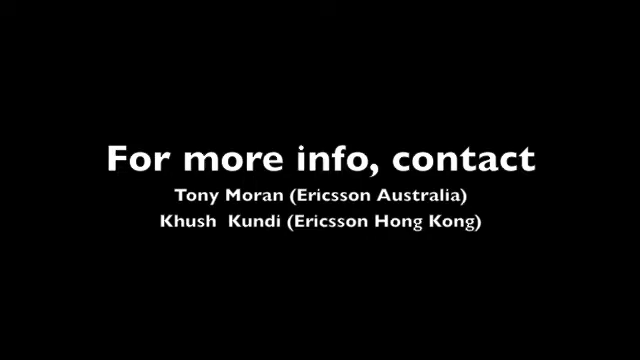 For more info, contact
Tony Moran (Ericsson Australia)
Khush  Kundi (Ericsson Hong Kong)